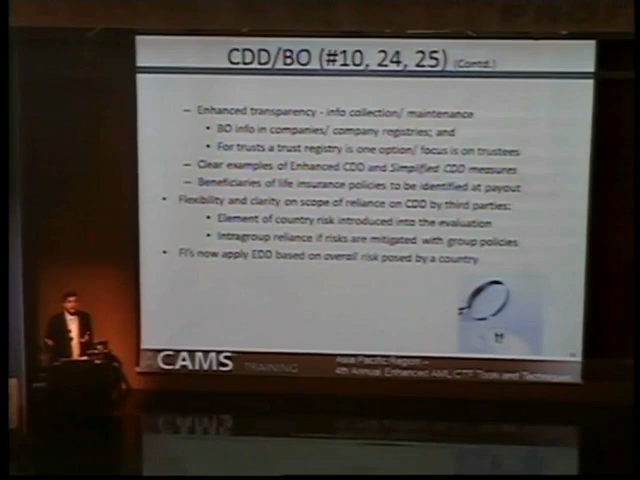 CDD/BO (#10, 24, 25) (Contd.)
– Enhanced transparency - info collection/ maintenance
• BO info in companies/ company registries; and
• For trusts a trust registry is one option/ focus is on trustees
– Clear examples of Enhanced CDD and Simplified CDD measures
– Beneficiaries of life insurance policies to be identified at payout
• Flexibility and clarity on scope of reliance on CDD by third parties:
• Element of country risk introduced into the evaluation
• Intragroup reliance if risks are mitigated with group policies
• FI's now apply EDD based on overall risk posed by a country
ACAMS TRAINING
Asia Pacific Region –
4th Annual Enhanced AML/CTF Tools and Techniques